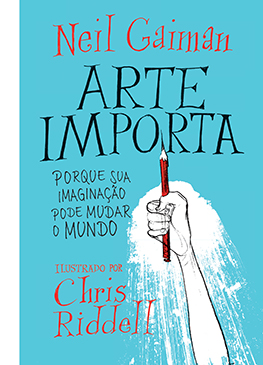 Neil Gaiman
ARTE
IMPORTA
PORQUE SUA
IMAGINAÇÃO
PODE MUDAR
O MUNDO
ILUSTRADO POR
Chris
Riddell